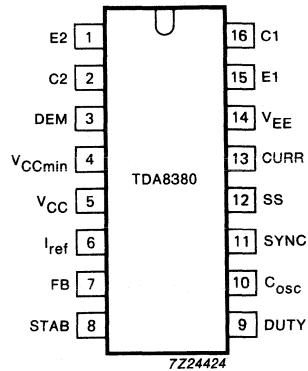 E2 1 16 C1
C2 2 15 E1
DEM 3 14 VEE
VCCmin 4 13 CURR
TDA8380
VCC 5 12 SS
Iref 6 11 SYNC
FB 7 10 Cosc
STAB 8 9 DUTY
7Z24424